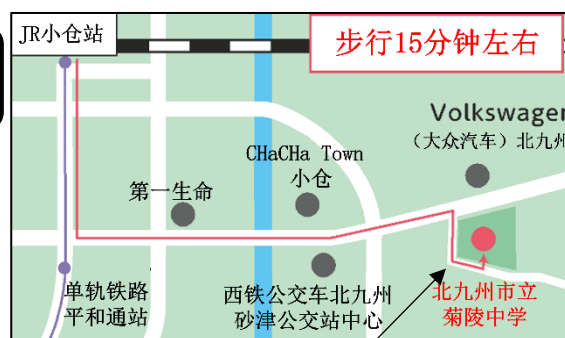 JR小仓站
步行15分钟左右
Volkswagen
（大众汽车）北九州
CHaCHa Town
小仓
第一生命
单轨铁路
平和通站
西铁公交车北九州
砂津公交站中心
北九州市立
菊陵中学